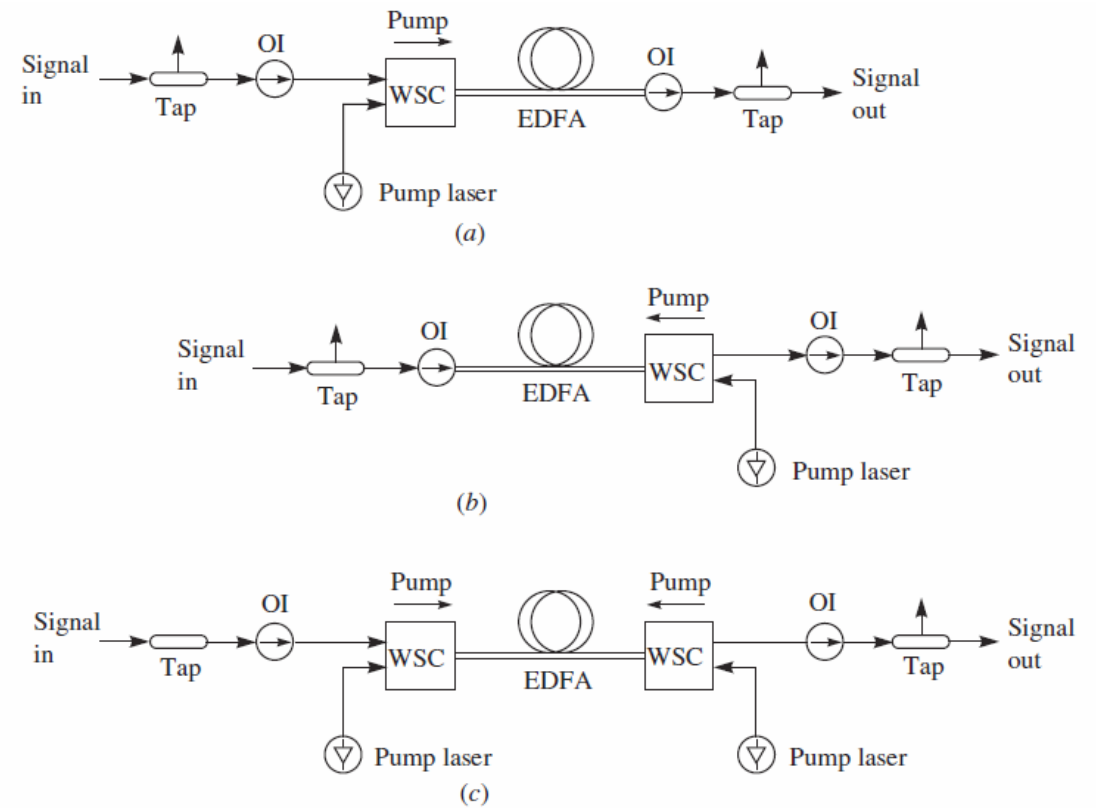 Pump
Signal
in
OI
OI
Signal
out
WSC
Tap
EDFA
Tap
Pump laser
(a)
Pump
Signal
in
OI
OI
Signal
out
WSC
Tap
EDFA
Tap
Pump laser
(b)
Pump
Pump
Signal
in
OI
OI
Signal
out
WSC
WSC
Tap
EDFA
Tap
Pump laser
Pump laser
(c)